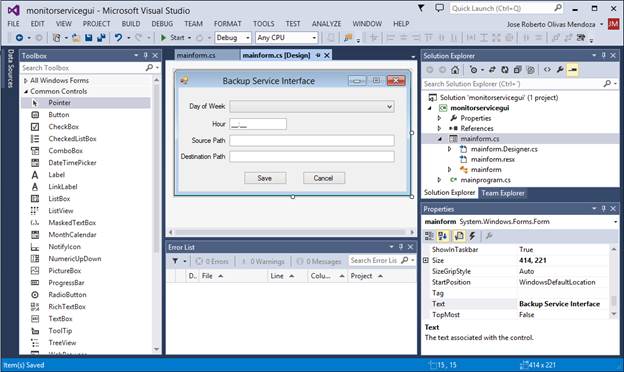 monitorservicegui - Microsoft Visual Studio
Quick Launch (Ctrl+Q)
FILE EDIT VIEW PROJECT BUILD DEBUG TEAM FORMAT TOOLS TEST ANALYZE WINDOW HELP
Jose Roberto Olivas Mendoza JM
Start Debug Any CPU
Data Sources
Toolbox
Search Toolbox
All Windows Forms
Common Controls
Pointer
Button
CheckBox
CheckedListBox
ComboBox
DateTimePicker
Label
LinkLabel
ListBox
ListView
MaskedTextBox
MonthCalendar
NotifyIcon
NumericUpDown
PictureBox
ProgressBar
RadioButton
RichTextBox
TextBox
ToolTip
TreeView
mainform.cs
mainform.cs [Design]
Backup Service Interface
Day of Week
Hour __:__
Source Path
Destination Path
Save Cancel
Error List
0 Errors 0 Warnings 0 Messages Search Error Lis
D.. File Line Colu... Project
Solution Explorer
Search Solution Explorer (Ctrl+;)
Solution 'monitorservicegui' (1 project)
monitorservicegui
Properties
References
mainform.cs
mainform.Designer.cs
mainform.resx
mainform
mainprogram.cs
Solution Explorer Team Explorer
Properties
mainform System.Windows.Forms.Form
ShowInTaskbar True
Size 414, 221
SizeGripStyle Auto
StartPosition WindowsDefaultLocation
Tag
Text Backup Service Interface
TopMost False
Text
The text associated with the control.
Item(s) Saved
15 , 15
414 x 221